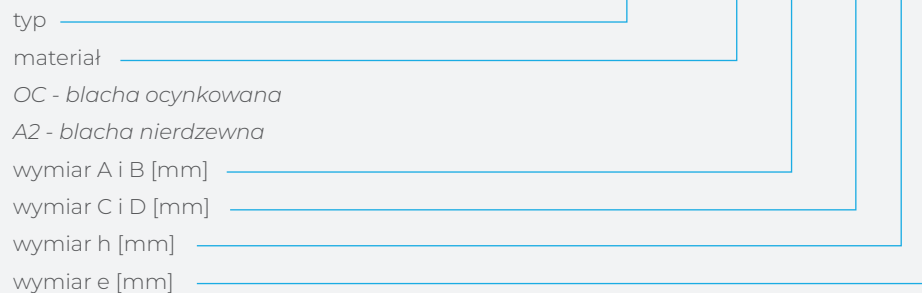 typ
materiał
OC - blacha ocynkowana
A2 - blacha nierdzewna
wymiar A i B [mm]
wymiar C i D [mm]
wymiar h [mm]
wymiar e [mm]